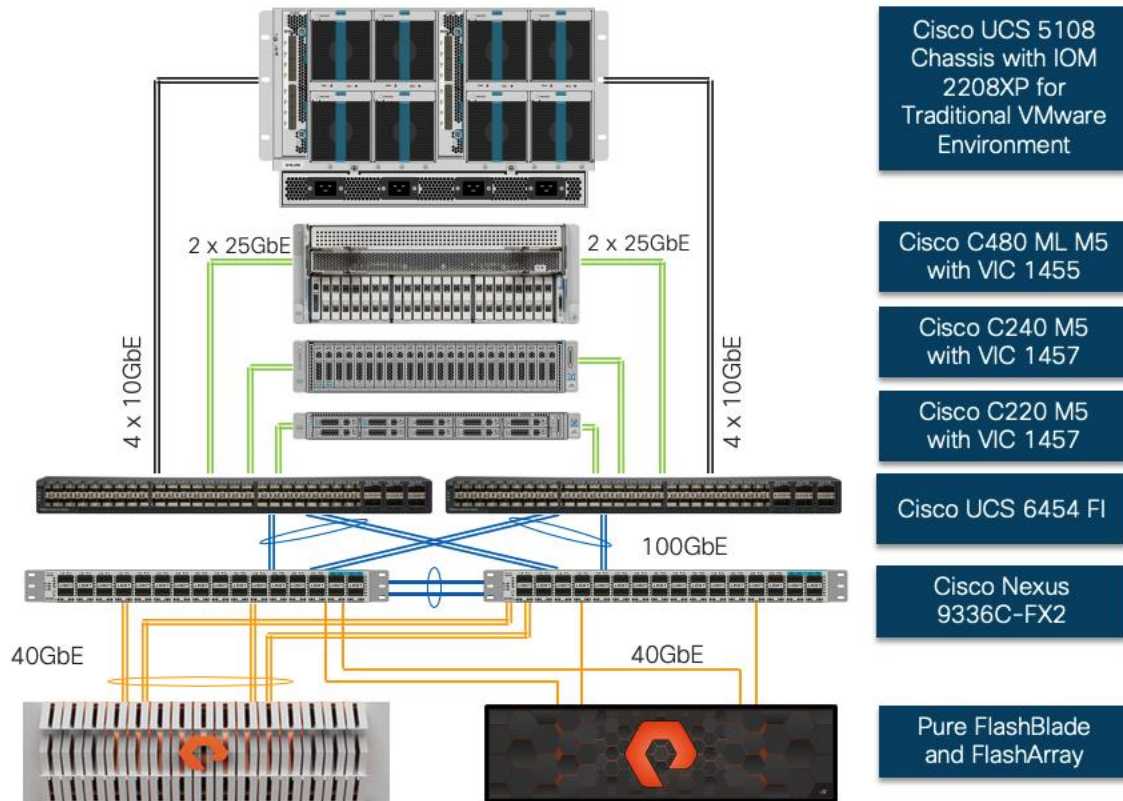 Cisco UCS 5108
Chassis with IOM
2208XP for
Traditional VMware
Environment
2 x 25GbE
2 x 25GbE
Cisco C480 ML M5
with VIC 1455
4 x 10GbE
4 x 10GbE
Cisco C240 M5
with VIC 1457
Cisco C220 M5
with VIC 1457
Cisco UCS 6454 FI
100GbE
Cisco Nexus
9336C-FX2
40GbE
40GbE
Pure FlashBlade
and FlashArray